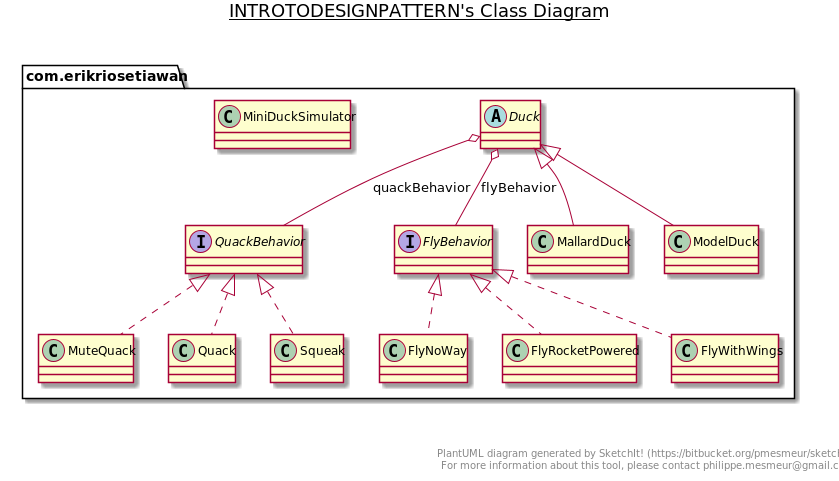 INTROTODESIGNPATTERN's Class Diagram
com.erikriosetiawan
C MiniDuckSimulator
A Duck
quackBehavior
flyBehavior
I QuackBehavior
I FlyBehavior
C MallardDuck
C ModelDuck
C MuteQuack
C Quack
C Squeak
C FlyNoWay
C FlyRocketPowered
C FlyWithWings
PlantUML diagram generated by SketchIt! (https://bitbucket.org/pmesmeur/sketch
For more information about this tool, please contact philippe.mesmeur@gmail.c